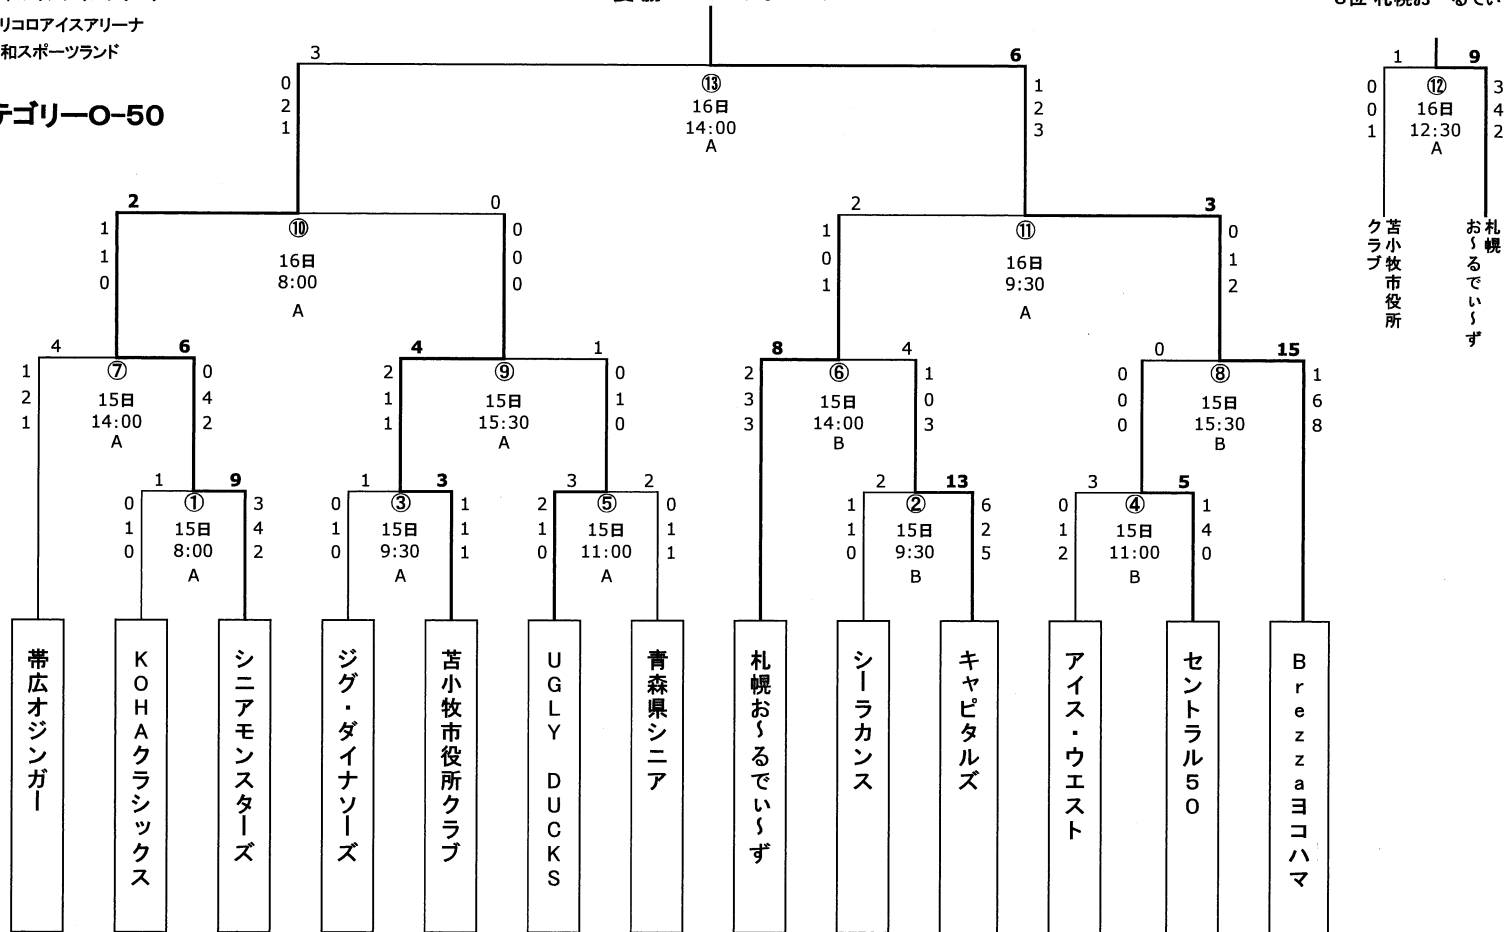 リコロアイスアリーナ
和スポーツランド
テゴリーO-50
3 6
⑬
16日
14:00
A
0 2 1
1 2 3
1 9
⑫
16日
12:30
A
0 0 1
3 4 2
苫小牧市役所クラブ
札幌お～るでぃ～ず
2 0
⑩
16日
8:00
A
1 1 0
0 0 0
2 3
⑪
16日
9:30
A
1 0 1
0 1 2
4 6
⑦
15日
14:00
A
1 2 1
0 4 2
4 1
⑨
15日
15:30
A
2 1 1
0 1 0
8 4
⑥
15日
14:00
B
2 3 3
1 0 3
0 15
⑧
15日
15:30
B
0 0 0
1 6 8
1 9
①
15日
8:00
A
0 1 0
3 4 2
1 3
③
15日
9:30
A
0 1 0
1 1 1
3 2
⑤
15日
11:00
A
2 1 0
0 1 1
2 13
②
15日
9:30
B
1 1 0
6 2 5
3 5
④
15日
11:00
B
0 1 2
1 4 0
帯広オジンガー
KOHAクラシックス
シニアモンスターズ
ジグ・ダイナソーズ
苫小牧市役所クラブ
UGLY DUCKS
青森県シニア
札幌お～るでぃ～ず
シーラカンス
キャピタルズ
アイス・ウエスト
セントラル50
Brezzaヨコハマ